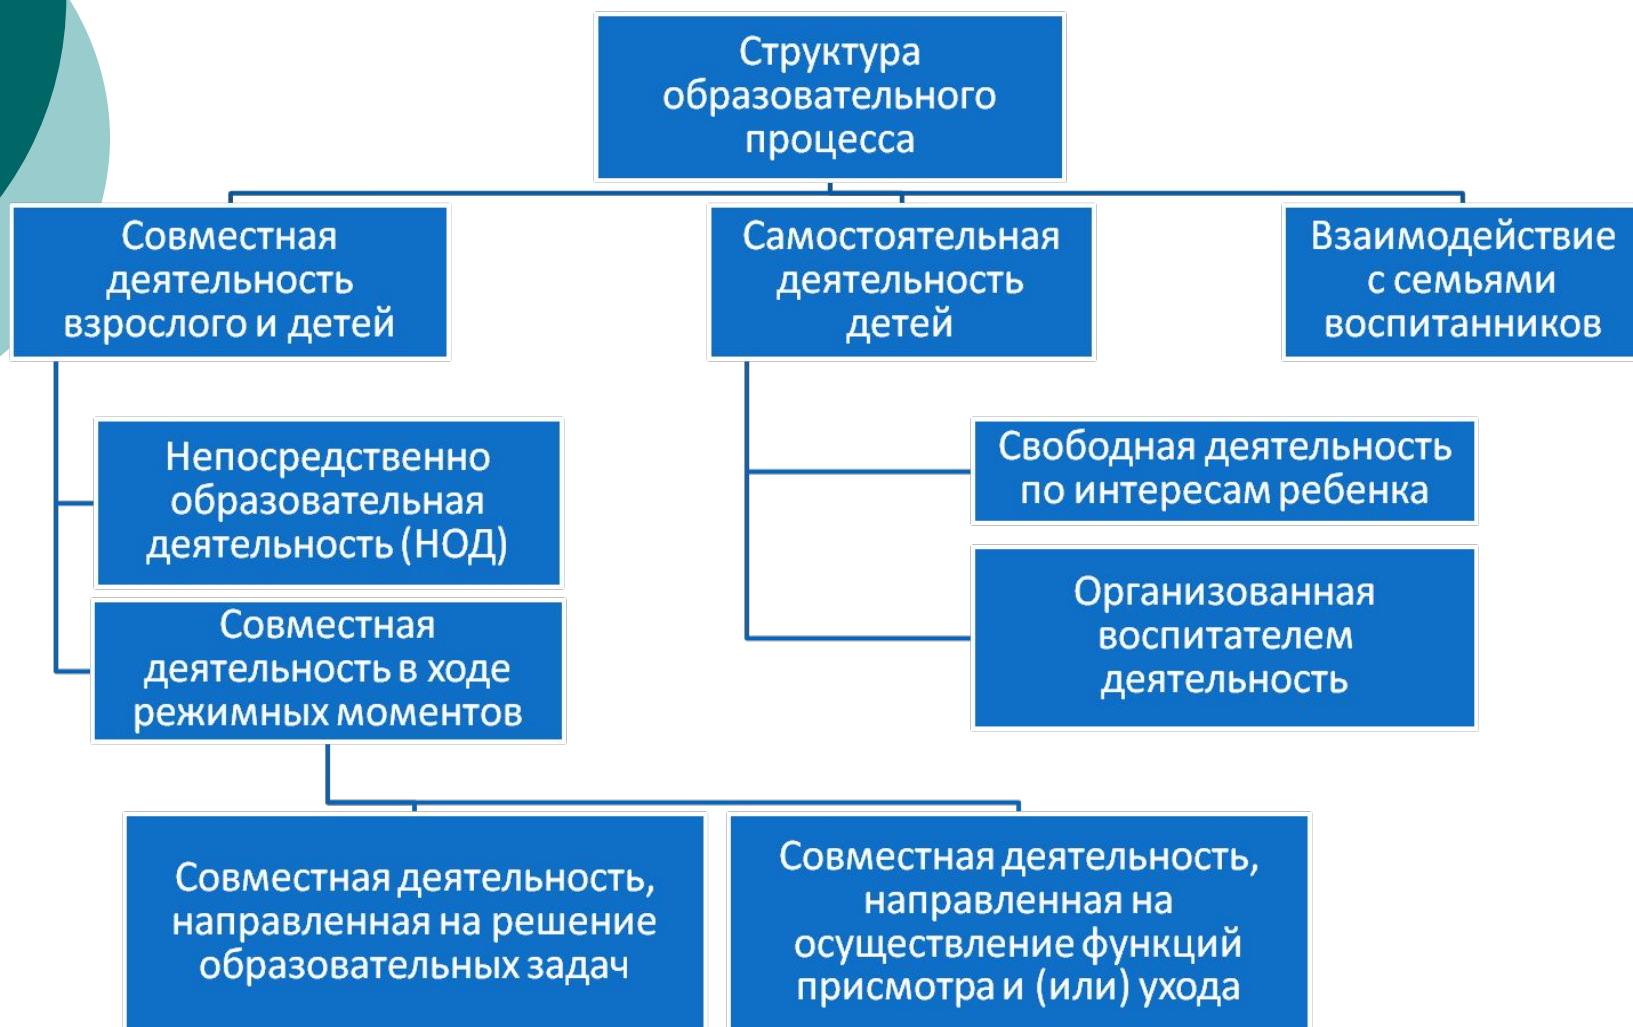 Структура
образовательного
процесса
Совместная
деятельность
взрослого и детей
Самостоятельная
деятельность
детей
Взаимодействие
с семьями
воспитанников
Непосредственно
образовательная
деятельность (НОД)
Совместная
деятельность в ходе
режимных моментов
Свободная деятельность
по интересам ребенка
Организованная
воспитателем
деятельность
Совместная деятельность,
направленная на решение
образовательных задач
Совместная деятельность,
направленная на
осуществление функций
присмотра и (или) ухода